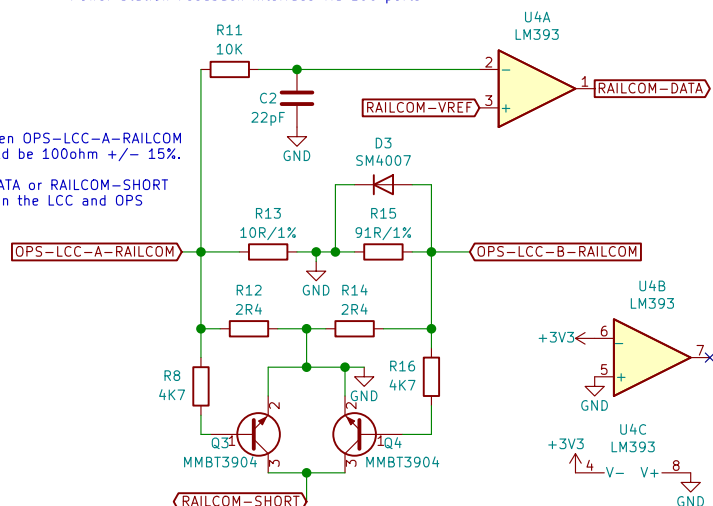 U4A
LM393
R11
10K
2
−
1
RAILCOM-DATA
C2
22pF
RAILCOM-VREF
3
+
GND
en OPS-LCC-A-RAILCOM
d be 100ohm +/- 15%.
D3
SM4007
ATA or RAILCOM-SHORT
n the LCC and OPS
R13
10R/1%
R15
91R/1%
OPS-LCC-A-RAILCOM
OPS-LCC-B-RAILCOM
GND
R12
2R4
R14
2R4
U4B
LM393
+3V3
6
−
7
5
+
GND
R8
4K7
R16
4K7
GND
2
2
Q3
1
1
Q4
MMBT3904
MMBT3904
3
3
U4C
LM393
+3V3
4
V-
V+
8
GND
RAILCOM-SHORT